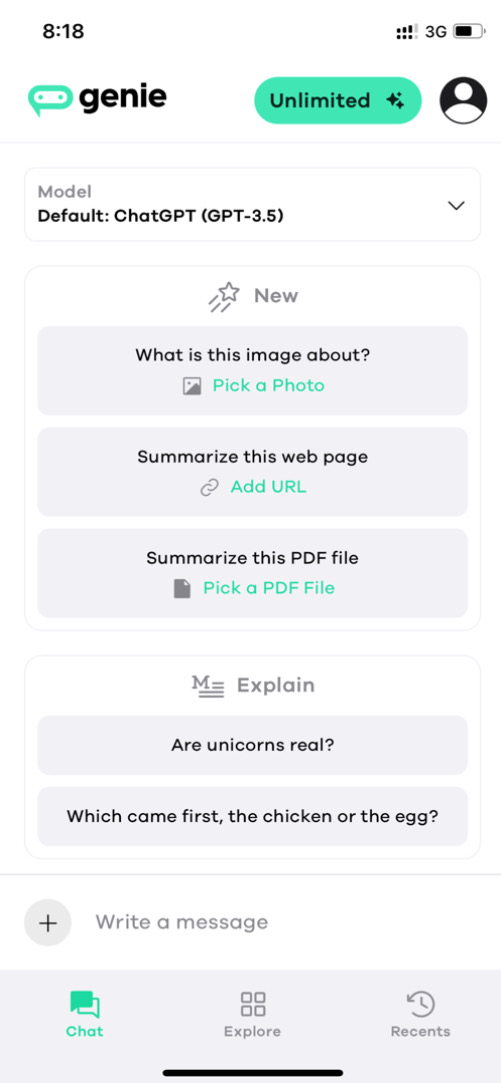 8:18
3G
genie
Unlimited
Model
Default: ChatGPT (GPT-3.5)
New
What is this image about?
Pick a Photo
Summarize this web page
Add URL
Summarize this PDF file
Pick a PDF File
M
Explain
Are unicorns real?
Which came first, the chicken or the egg?
+
Write a message
Chat
Explore
Recents